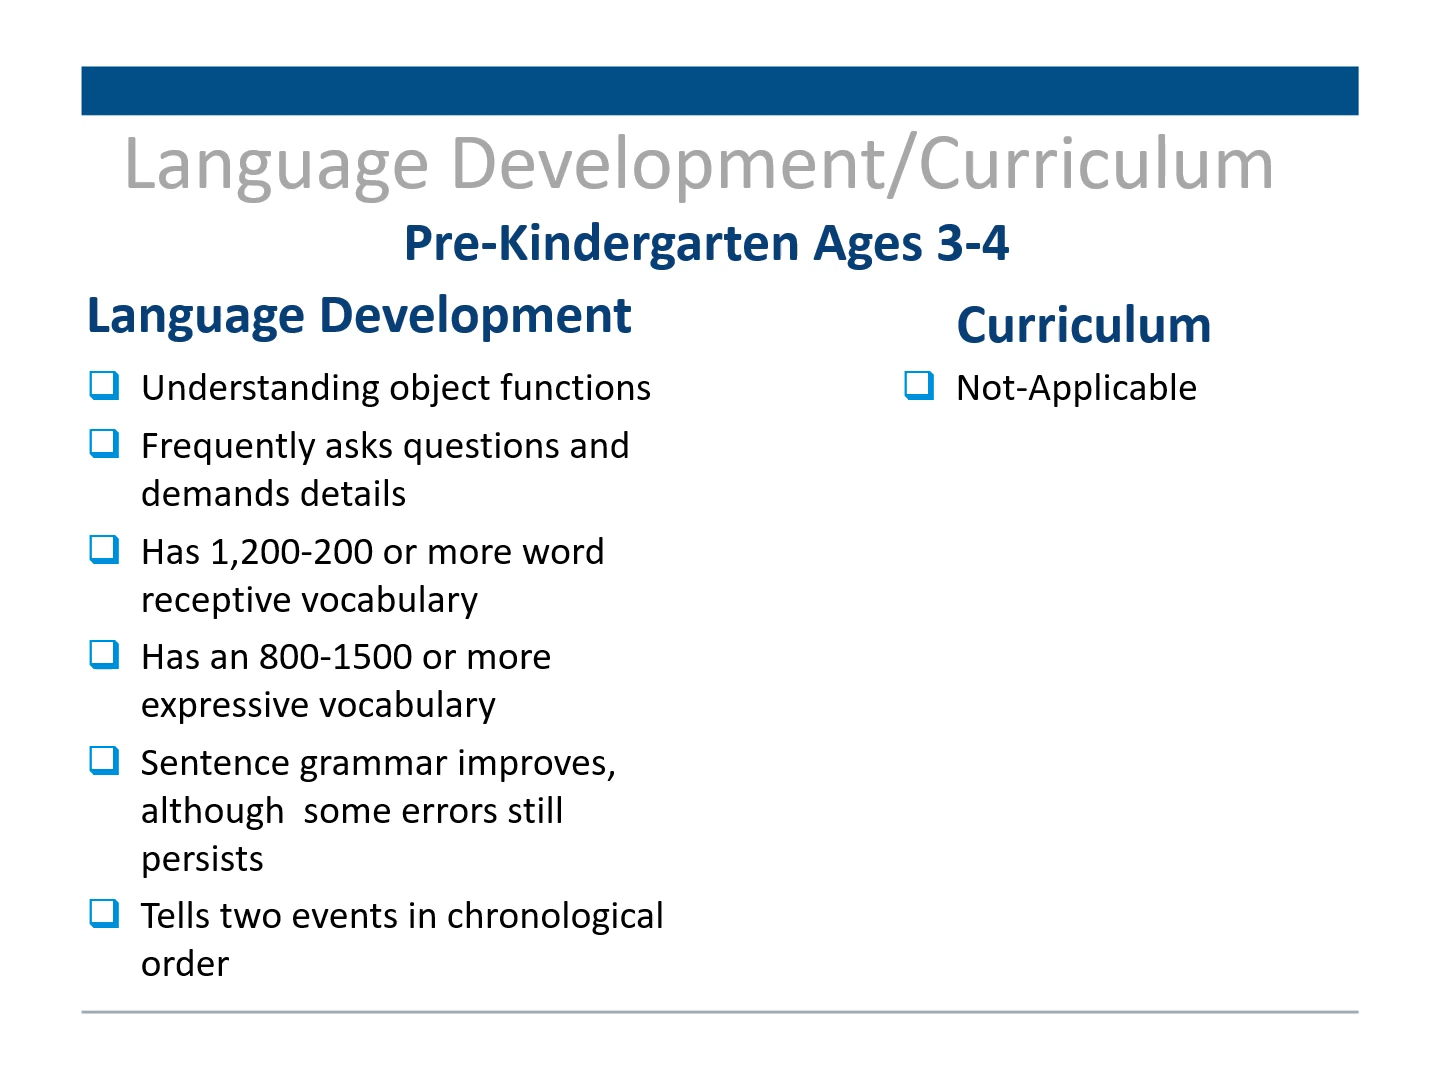 Language Development/Curriculum
Pre-Kindergarten Ages 3-4
Language Development
Understanding object functions
Frequently asks questions and
demands details
Has 1,200-200 or more word
receptive vocabulary
Has an 800-1500 or more
expressive vocabulary
Sentence grammar improves,
although  some errors still
persists
Tells two events in chronological
order
Curriculum
Not-Applicable